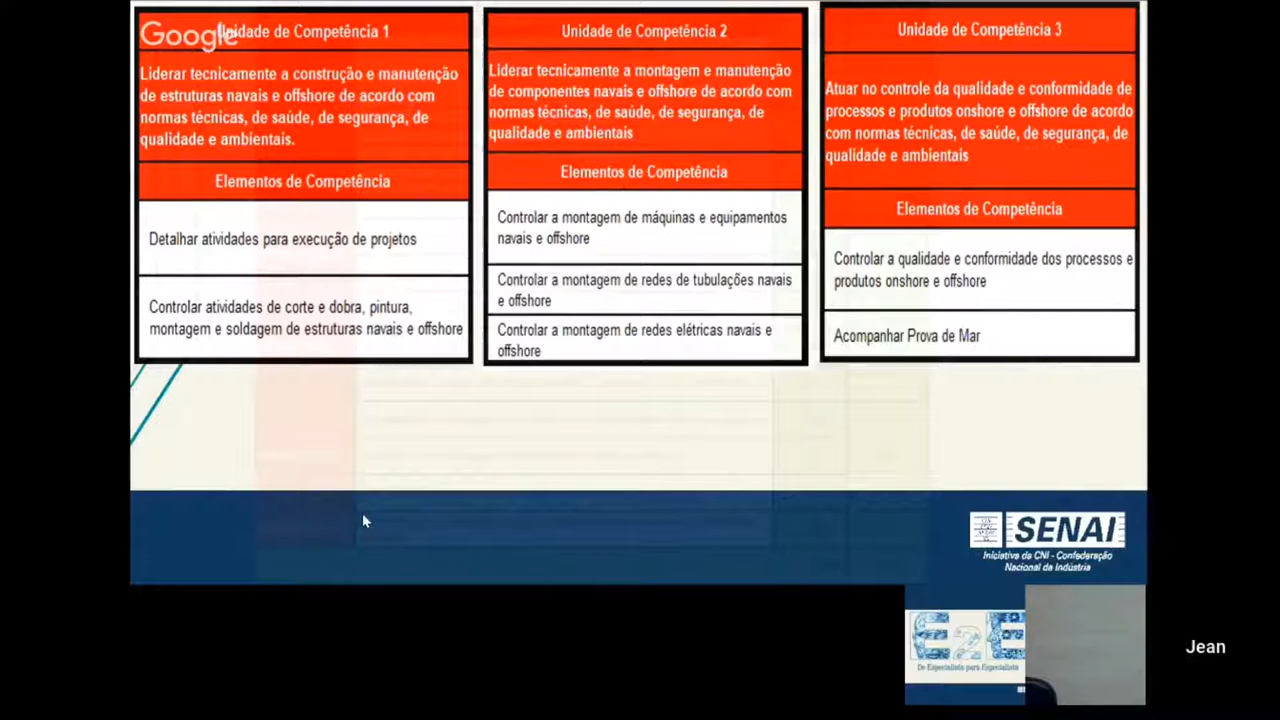 Google
Unidade de Competência 1
Liderar tecnicamente a construção e manutenção
de estruturas navais e offshore de acordo com
normas técnicas, de saúde, de segurança, de
qualidade e ambientais.
Elementos de Competência
Detalhar atividades para execução de projetos
Controlar atividades de corte e dobra, pintura,
montagem e soldagem de estruturas navais e offshore
Unidade de Competência 2
Liderar tecnicamente a montagem e manutenção
de componentes navais e offshore de acordo com
normas técnicas, de saúde, de segurança, de
qualidade e ambientais
Elementos de Competência
Controlar a montagem de máquinas e equipamentos
navais e offshore
Controlar a montagem de redes de tubulações navais
e offshore
Controlar a montagem de redes elétricas navais e
offshore
Unidade de Competência 3
Atuar no controle da qualidade e conformidade de
processos e produtos onshore e offshore de acordo
com normas técnicas, de saúde, de segurança, de
qualidade e ambientais
Elementos de Competência
Controlar a qualidade e conformidade dos processos e
produtos onshore e offshore
Acompanhar Prova de Mar
SENAI
Iniciativa da CNI - Confederação
Nacional da Indústria
E2E
De Especialista para Especialista
Jean